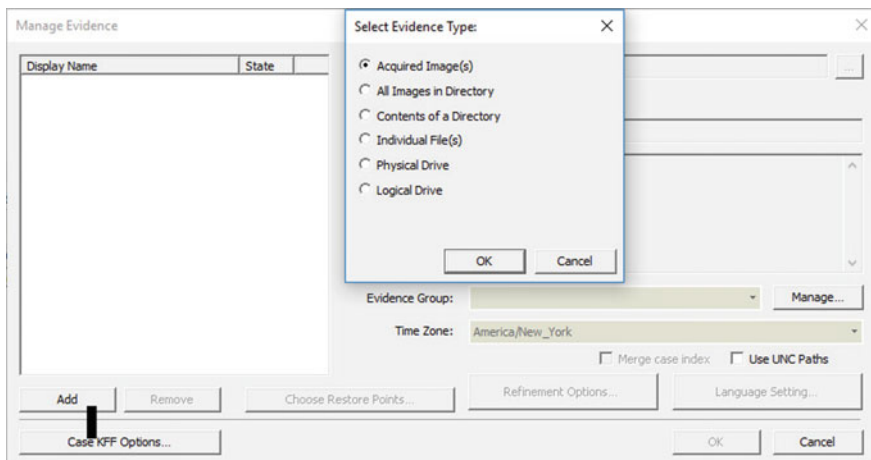 Manage Evidence
Display Name State
Select Evidence Type:
Acquired Image(s)
All Images in Directory
Contents of a Directory
Individual File(s)
Physical Drive
Logical Drive
OK Cancel
...
Evidence Group: Manage...
Time Zone: America/New_York
Merge case index Use UNC Paths
Add Remove Choose Restore Points... Refinement Options... Language Setting...
Case KFF Options... OK Cancel